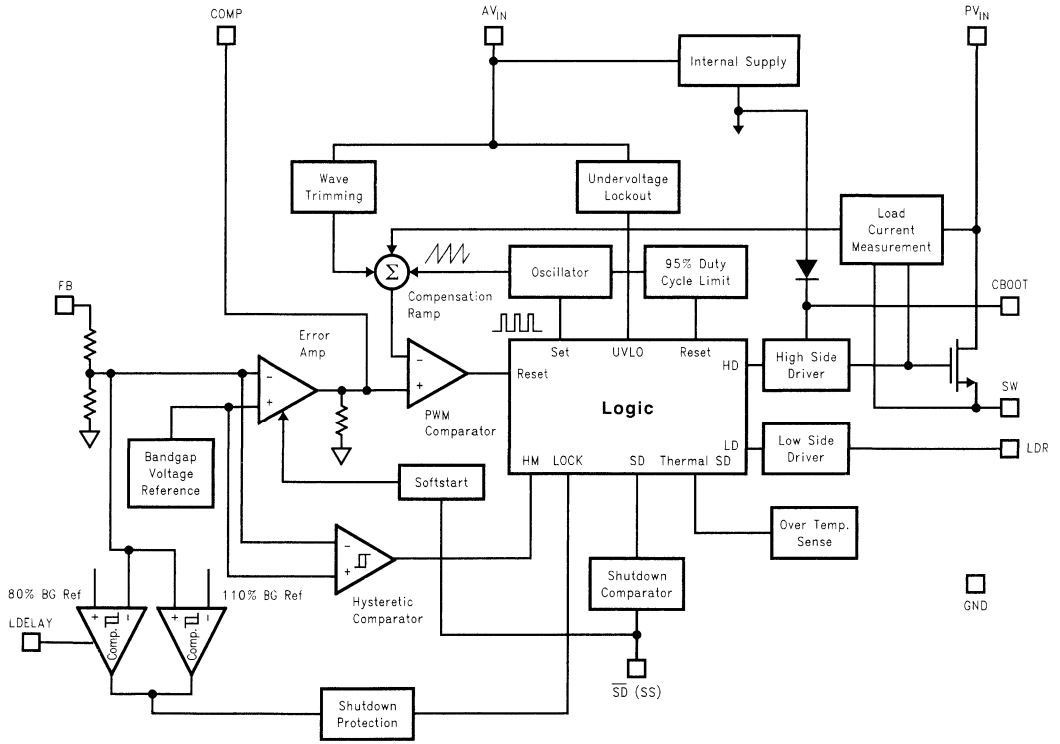 COMP
AVIN
PVIN
Internal Supply
Wave
Trimming
Undervoltage
Lockout
Load
Current
Measurement
Σ
Oscillator
95% Duty
Cycle Limit
CBOOT
FB
Compensation
Ramp
Error
Amp
Set
UVLO
Reset
−
+
−
+
Reset
HD
High Side
Driver
SW
PWM
Comparator
Logic
Bandgap
Voltage
Reference
Softstart
HM
LOCK
SD
Thermal SD
LD
Low Side
Driver
LDR
Over Temp.
Sense
−
+
Hysteretic
Comparator
Shutdown
Comparator
GND
80% BG Ref
110% BG Ref
+
−
+
−
LDELAY
Comp.
Comp.
SD (SS)
Shutdown
Protection